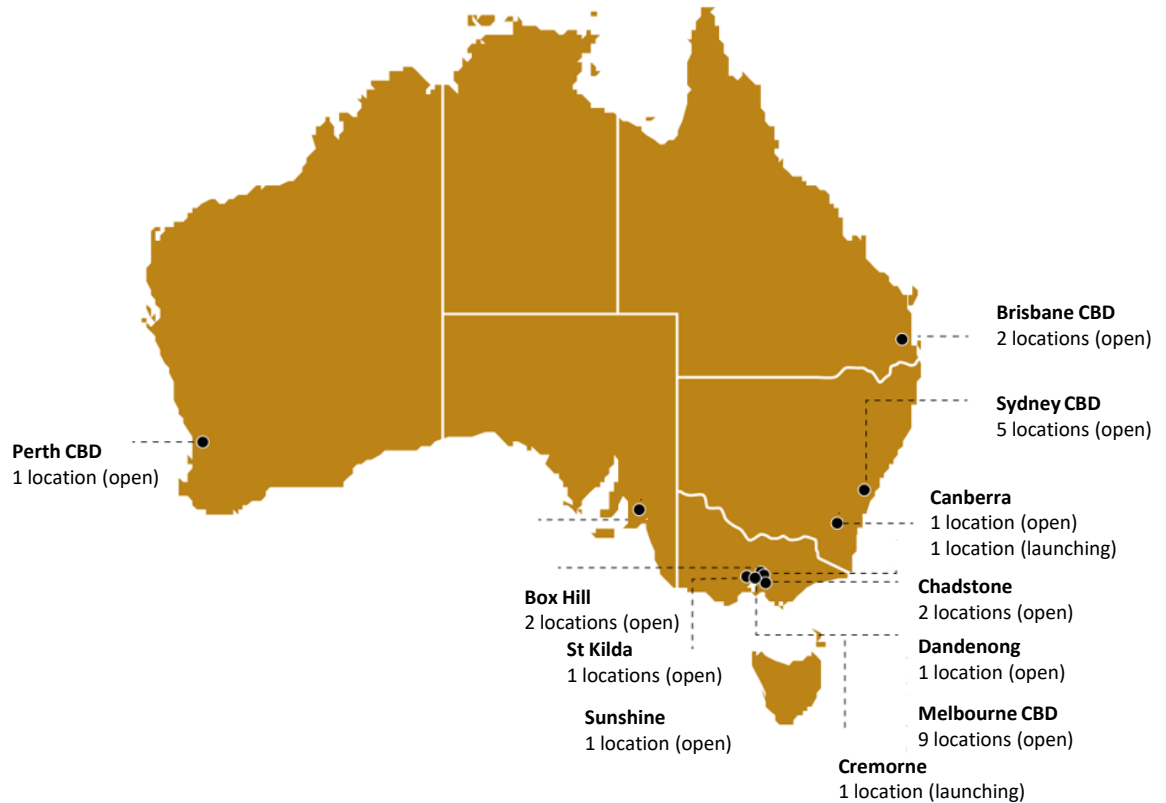 Brisbane CBD
2 locations (open)
Sydney CBD
5 locations (open)
Perth CBD
1 location (open)
Canberra
1 location (open)
1 location (launching)
Chadstone
2 locations (open)
Box Hill
2 locations (open)
St Kilda
1 locations (open)
Dandenong
1 location (open)
Sunshine
1 location (open)
Melbourne CBD
9 locations (open)
Cremorne
1 location (launching)